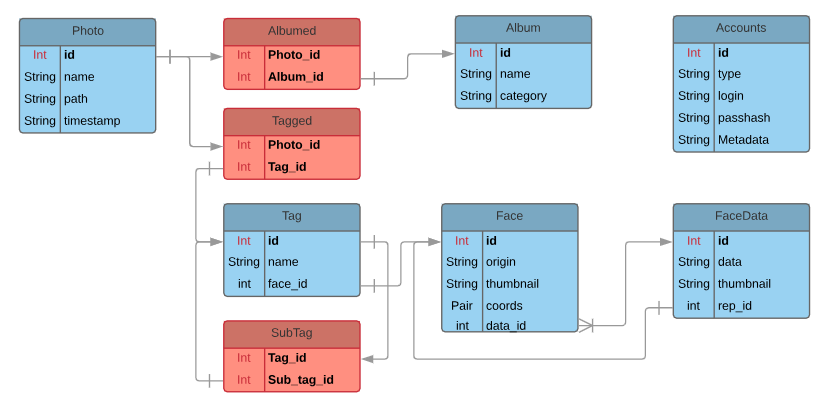 Photo
Int id
String name
String path
String timestamp
Albumed
Int Photo_id
Int Album_id
Album
Int id
String name
String category
Accounts
Int id
String type
String login
String passhash
String Metadata
Tagged
Int Photo_id
Int Tag_id
Tag
Int id
String name
int face_id
Face
Int id
String origin
String thumbnail
Pair coords
int data_id
FaceData
Int id
String data
String thumbnail
int rep_id
SubTag
Int Tag_id
Int Sub_tag_id